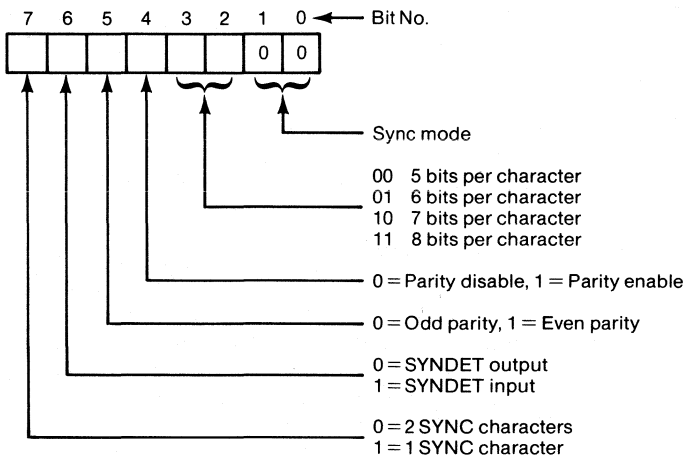 7 6 5 4 3 2 1 0 Bit No.
0 0
Sync mode
00 5 bits per character
01 6 bits per character
10 7 bits per character
11 8 bits per character
0=Parity disable, 1=Parity enable
0=Odd parity, 1=Even parity
0=SYNDET output
1=SYNDET input
0=2 SYNC characters
1=1 SYNC character